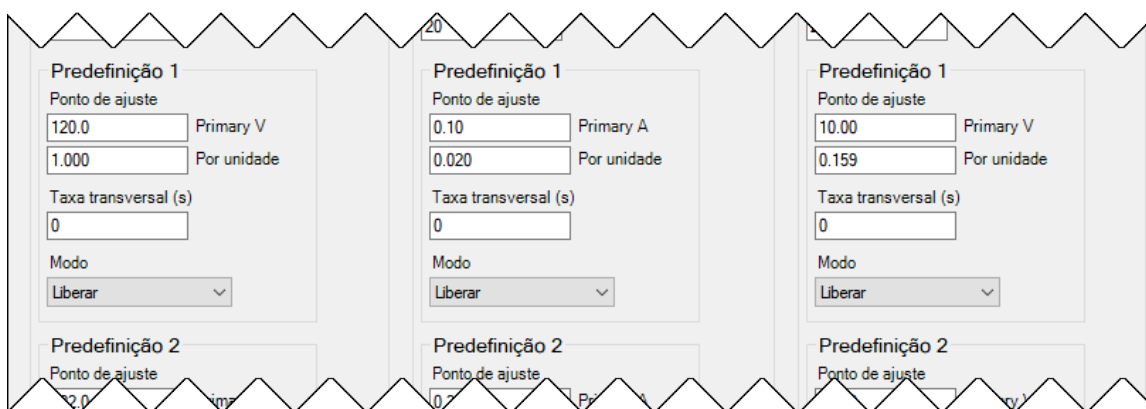 20
Predefinição 1
Ponto de ajuste
120.0 Primary V
1.000 Por unidade
Taxa transversal (s)
0
Modo
Liberar
Predefinição 2
Ponto de ajuste
Predefinição 1
Ponto de ajuste
0.10 Primary A
0.020 Por unidade
Taxa transversal (s)
0
Modo
Liberar
Predefinição 2
Ponto de ajuste
Predefinição 1
Ponto de ajuste
10.00 Primary V
0.159 Por unidade
Taxa transversal (s)
0
Modo
Liberar
Predefinição 2
Ponto de ajuste